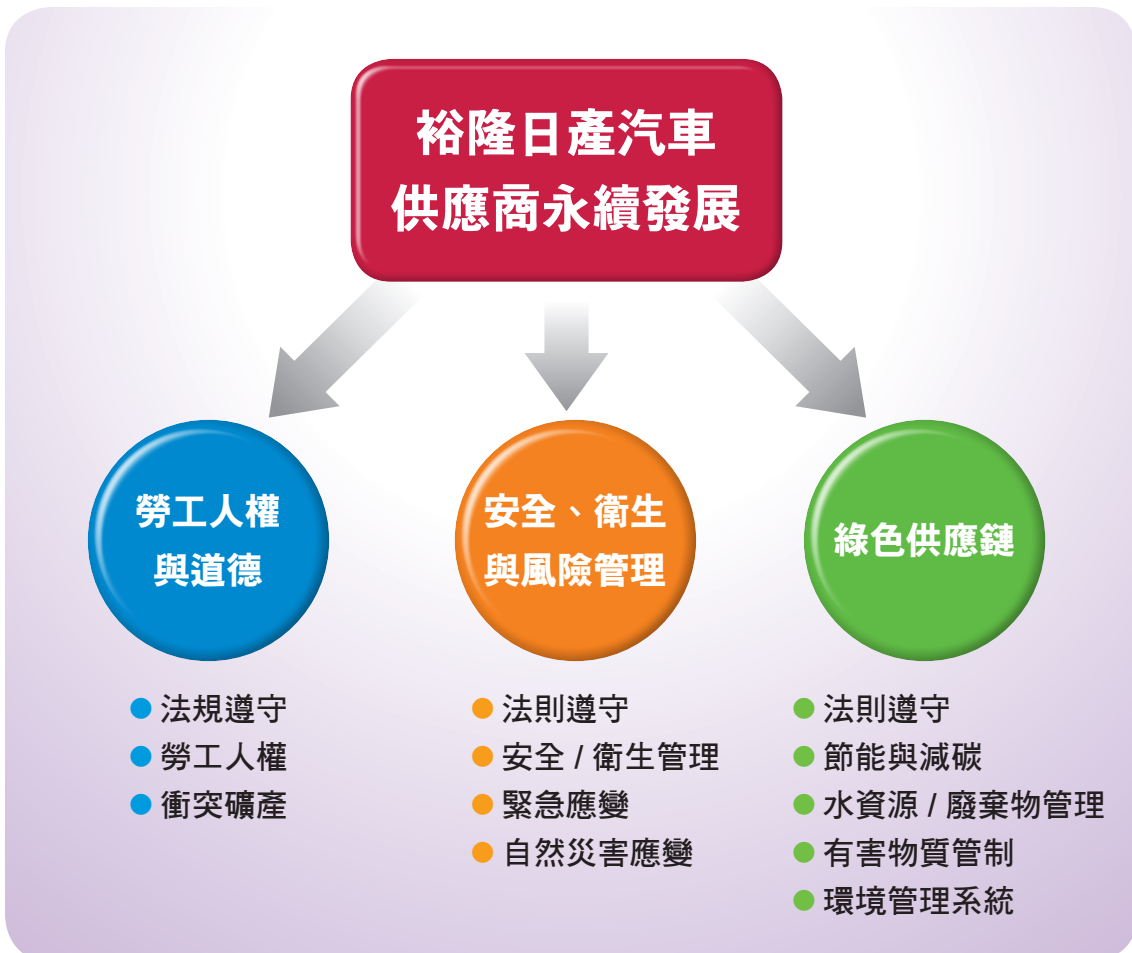 裕隆日產汽車
供應商永續發展
勞工人權
與道德
安全、衛生
與風險管理
綠色供應鏈
法規遵守
勞工人權
衝突礦產
法則遵守
安全 / 衛生管理
緊急應變
自然災害應變
法則遵守
節能與減碳
水資源 / 廢棄物管理
有害物質管制
環境管理系統